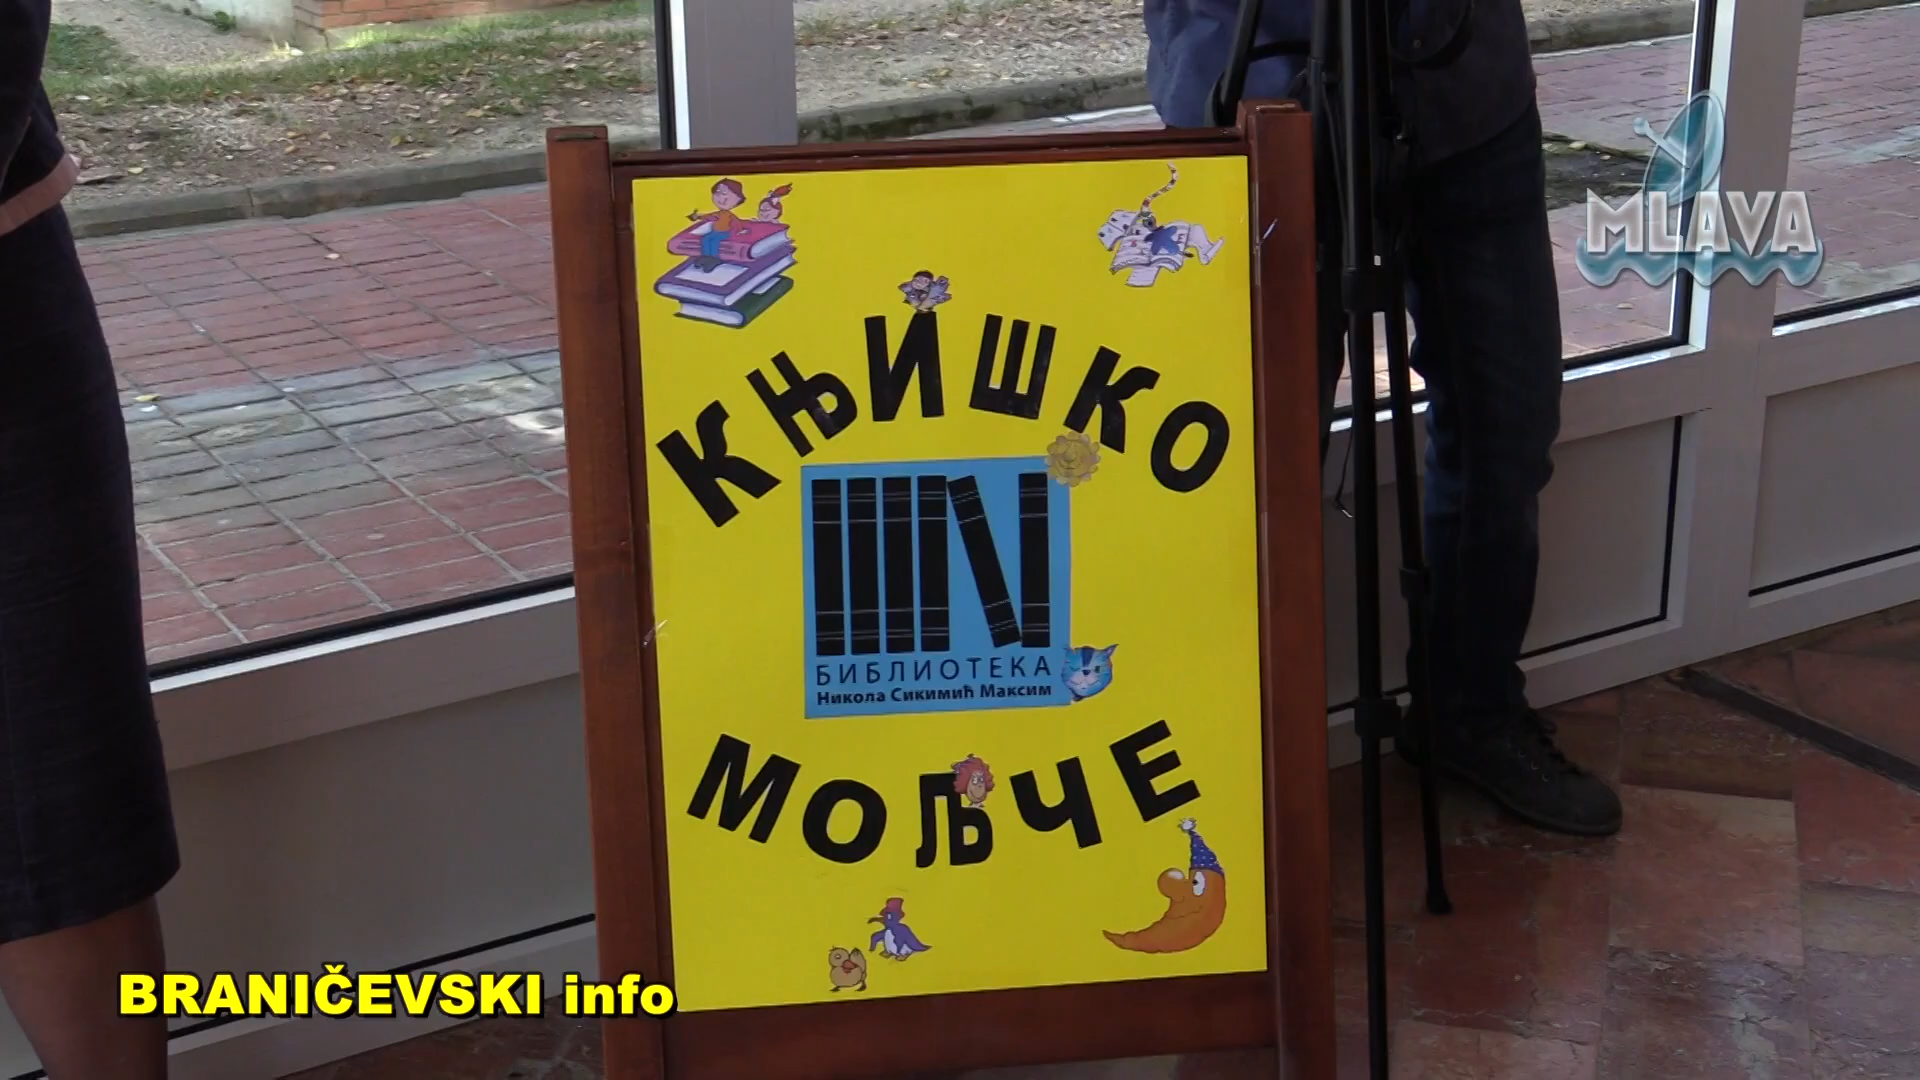 MLAVA
КЊИШКО
БИБЛИОТЕКА
Никола Сикимић Максим
МОЉЧЕ
BRANIČEVSKI info